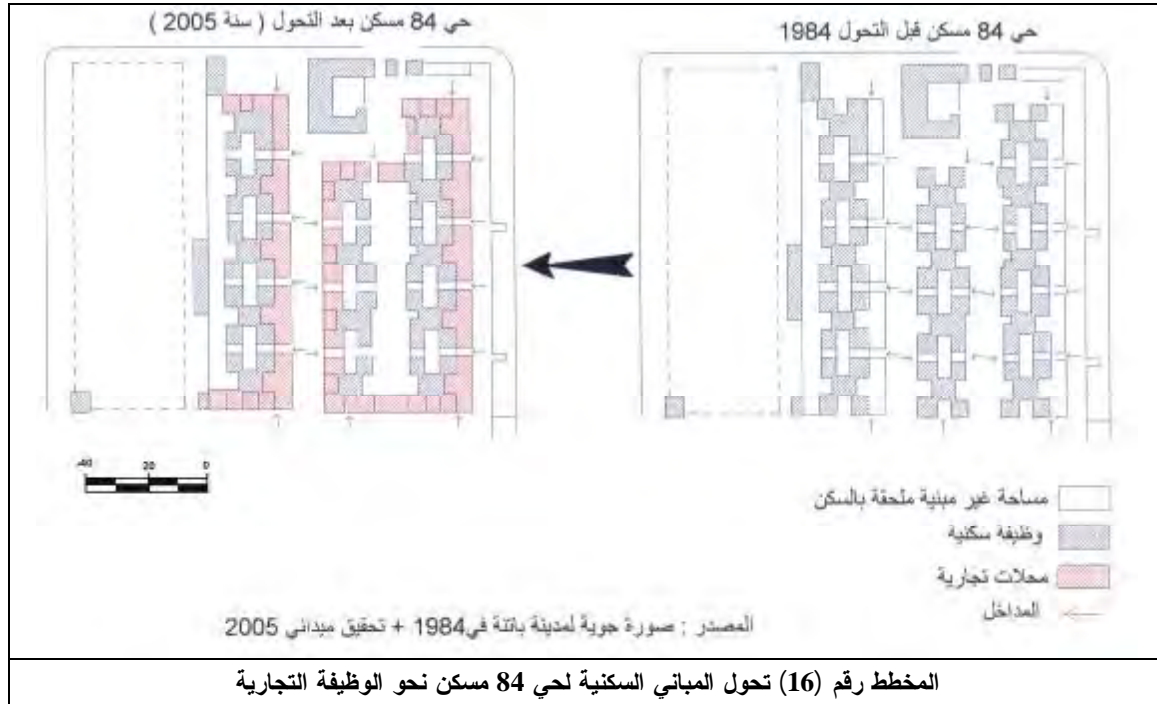 حي 84 مسكن قبل التحول 1984
حي 84 مسكن بعد التحول ( سنة 2005 )
40 20 0
مساحة غير مبنية ملحقة بالسكن
وظيفة سكنية
محلات تجارية
المداخل
المصدر : صورة جوية لمدينة باتنة في1984 + تحقيق ميداني 2005
المخطط رقم (16) تحول المباني السكنية لحي 84 مسكن نحو الوظيفة التجارية